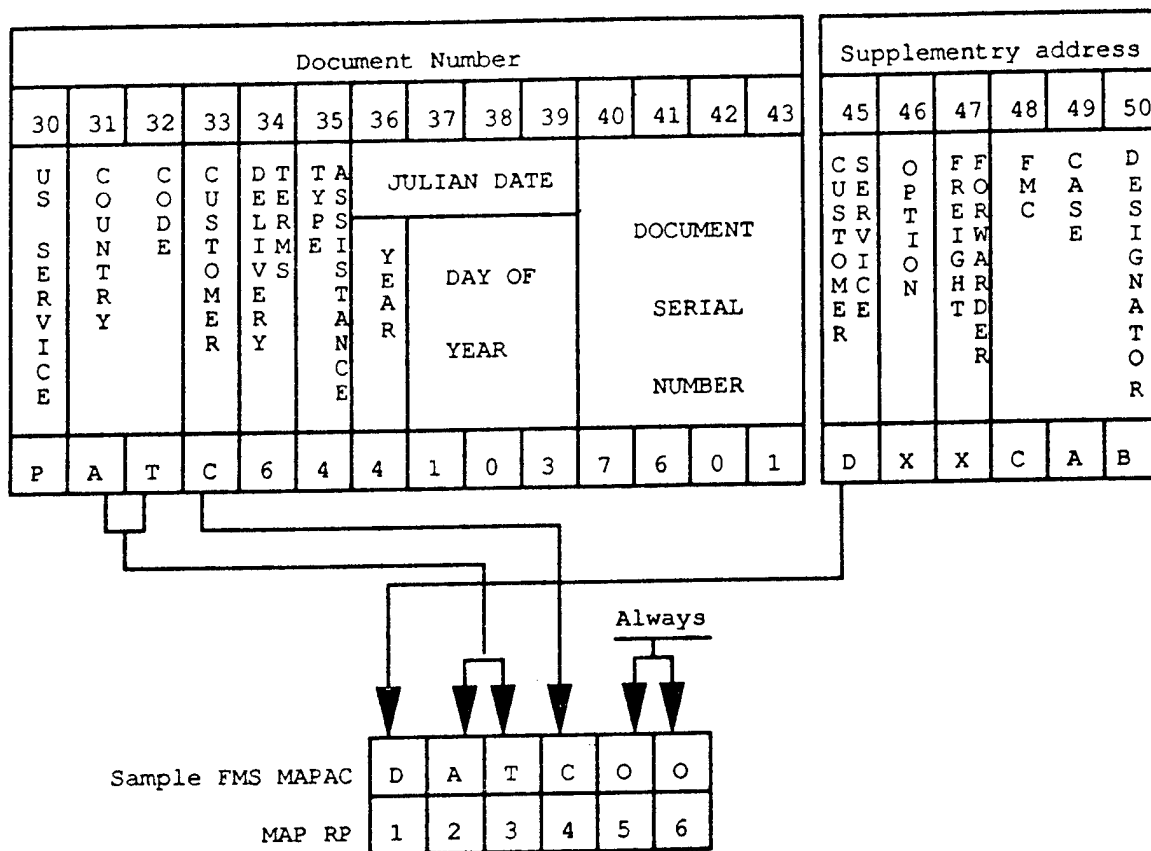 Document Number
Supplementry address
30 31 32 33 34 35 36 37 38 39 40 41 42 43
45 46 47 48 49 50
US SERVICE
COUNTRY
CODE
CUSTOMER
DELIVERY
TERMS
TYPE
ASSISTANCE
JULIAN DATE
YEAR
DAY OF
YEAR
DOCUMENT
SERIAL
NUMBER
CUSTOMER
SERVICE
OPTION
FREIGHT
FORWARDER
FMC
CASE
DESIGNATOR
P A T C 6 4 4 1 0 3 7 6 0 1
D X X C A B
Always
Sample FMS MAPAC D A T C O O
MAP RP 1 2 3 4 5 6